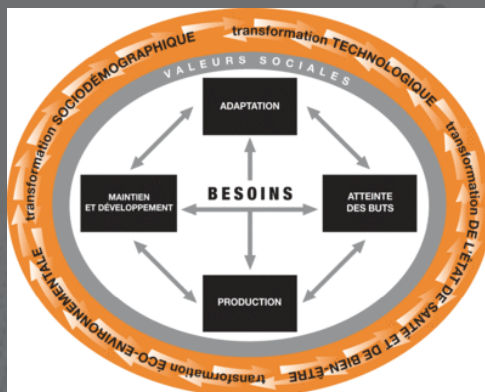 transformation SOCIODÉMOGRAPHIQUE
transformation TECHNOLOGIQUE
VALEURS SOCIALES
ADAPTATION
MAINTIEN
ET DÉVELOPPEMENT
BESOINS
ATTEINTE
DES BUTS
PRODUCTION
transformation ÉCO-ENVIRONNEMENTALE
transformation DE L'ÉTAT DE SANTÉ ET DE BIEN-ÊTRE